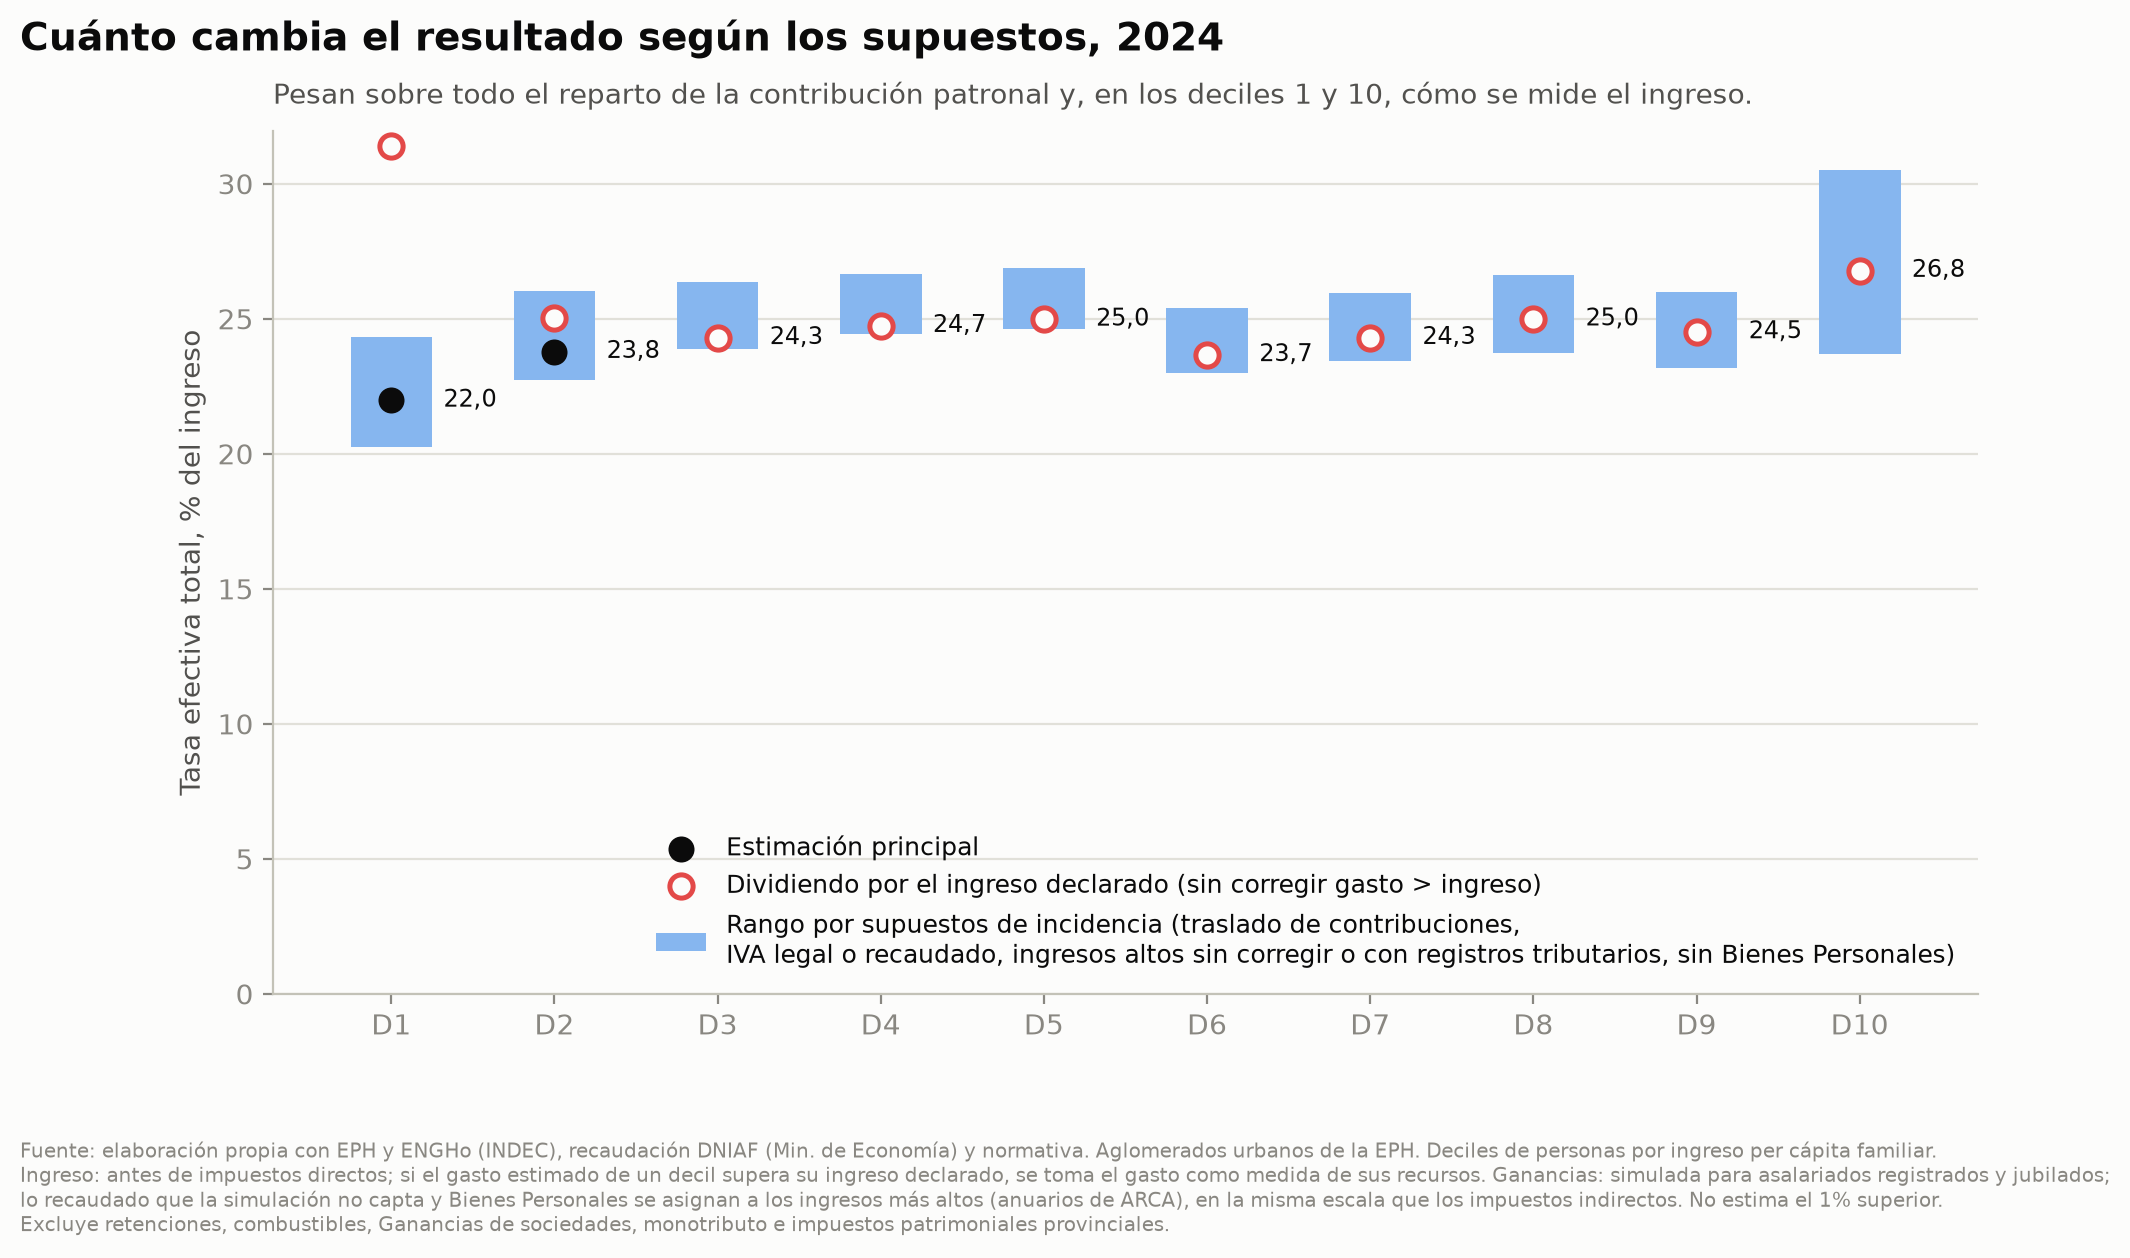 Cuánto cambia el resultado según los supuestos, 2024
Pesan sobre todo el reparto de la contribución patronal y, en los deciles 1 y 10, cómo se mide el ingreso.
Tasa efectiva total, % del ingreso
30
25
20
15
10
5
0
22,0
23,8
24,3
24,7
25,0
23,7
24,3
25,0
24,5
26,8
Estimación principal
Dividiendo por el ingreso declarado (sin corregir gasto > ingreso)
Rango por supuestos de incidencia (traslado de contribuciones,
IVA legal o recaudado, ingresos altos sin corregir o con registros tributarios, sin Bienes Personales)
D1 D2 D3 D4 D5 D6 D7 D8 D9 D10
Fuente: elaboración propia con EPH y ENGHo (INDEC), recaudación DNIAF (Min. de Economía) y normativa. Aglomerados urbanos de la EPH. Deciles de personas por ingreso per cápita familiar.
Ingreso: antes de impuestos directos; si el gasto estimado de un decil supera su ingreso declarado, se toma el gasto como medida de sus recursos. Ganancias: simulada para asalariados registrados y jubilados;
lo recaudado que la simulación no capta y Bienes Personales se asignan a los ingresos más altos (anuarios de ARCA), en la misma escala que los impuestos indirectos. No estima el 1% superior.
Excluye retenciones, combustibles, Ganancias de sociedades, monotributo e impuestos patrimoniales provinciales.